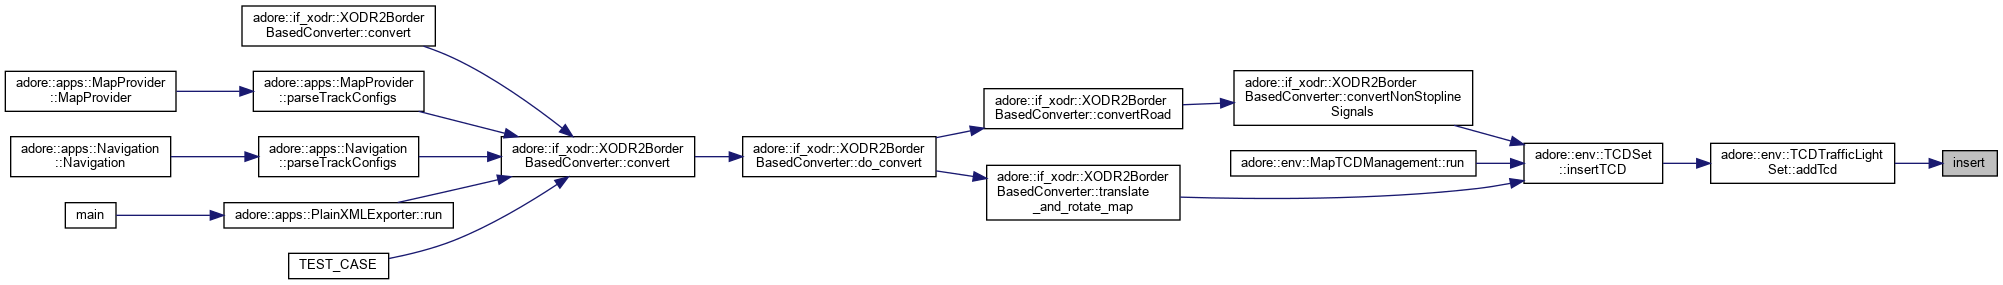 adore::if_xodr::XODR2Border
BasedConverter::convert
adore::apps::MapProvider
::MapProvider
adore::apps::MapProvider
::parseTrackConfigs
adore::apps::Navigation
::Navigation
adore::apps::Navigation
::parseTrackConfigs
main
adore::apps::PlainXMLExporter::run
TEST_CASE
adore::if_xodr::XODR2Border
BasedConverter::convert
adore::if_xodr::XODR2Border
BasedConverter::do_convert
adore::if_xodr::XODR2Border
BasedConverter::convertRoad
adore::if_xodr::XODR2Border
BasedConverter::translate
_and_rotate_map
adore::if_xodr::XODR2Border
BasedConverter::convertNonStopline
Signals
adore::env::MapTCDManagement::run
adore::env::TCDSet
::insertTCD
adore::env::TCDTrafficLight
Set::addTcd
insert